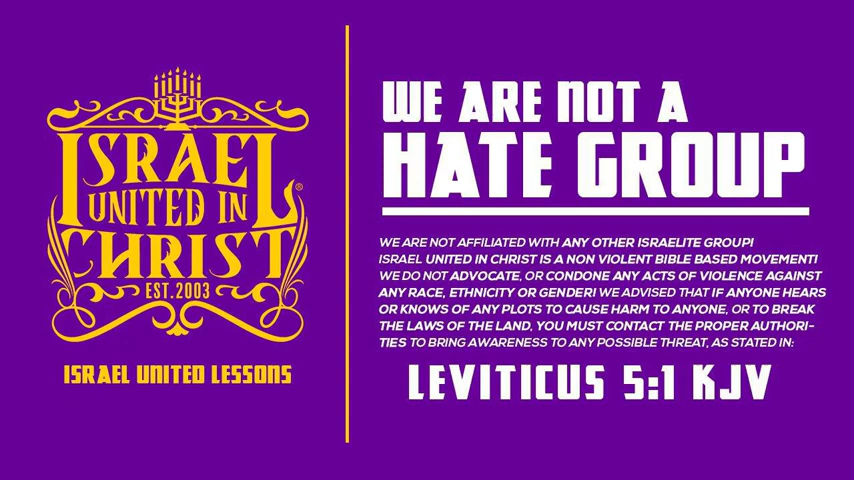 ISRAEL
UNITED IN
CHRIST®
EST. 2003
ISRAEL UNITED LESSONS
WE ARE NOT A
HATE GROUP
WE ARE NOT AFFILIATED WITH ANY OTHER ISRAELITE GROUP!
ISRAEL UNITED IN CHRIST IS A NON VIOLENT BIBLE BASED MOVEMENT!
WE DO NOT ADVOCATE, OR CONDONE ANY ACTS OF VIOLENCE AGAINST
ANY RACE, ETHNICITY OR GENDER! WE ADVISED THAT IF ANYONE HEARS
OR KNOWS OF ANY PLOTS TO CAUSE HARM TO ANYONE, OR TO BREAK
THE LAWS OF THE LAND, YOU MUST CONTACT THE PROPER AUTHORI-
TIES TO BRING AWARENESS TO ANY POSSIBLE THREAT, AS STATED IN:
LEVITICUS 5:1 KJV